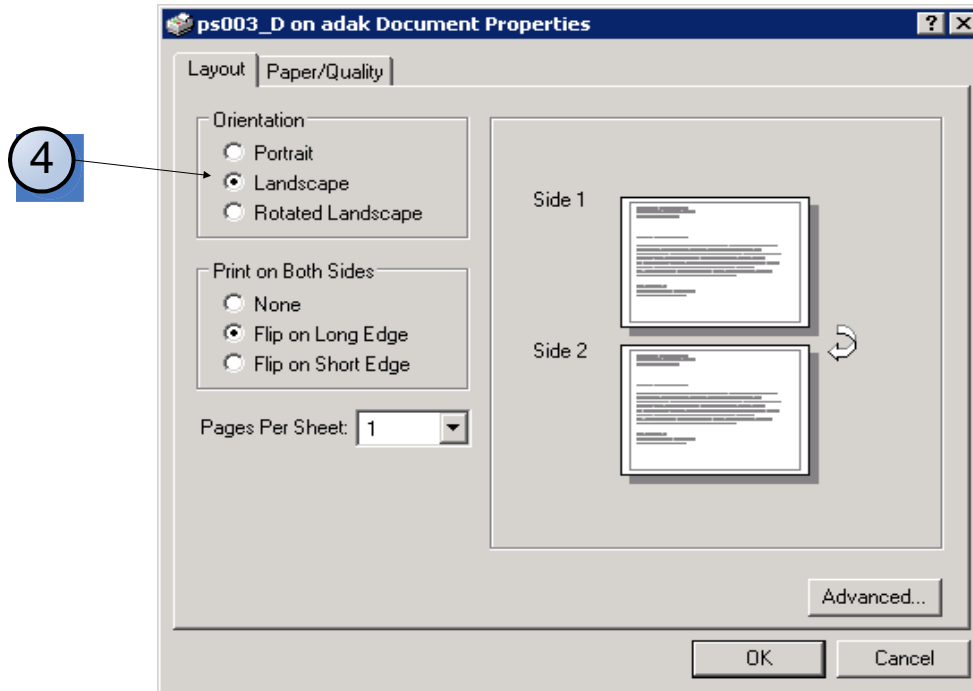 ps003_D on adak Document Properties
Layout
Paper/Quality
Orientation
4
Portrait
Landscape
Rotated Landscape
Print on Both Sides
None
Flip on Long Edge
Flip on Short Edge
Pages Per Sheet: 1
Side 1
Side 2
Advanced...
OK
Cancel